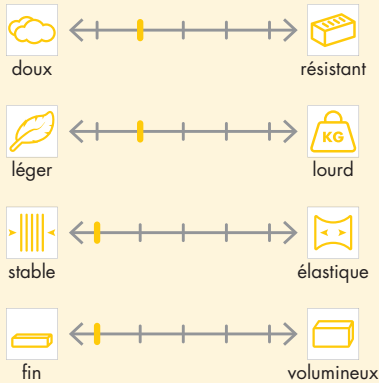 doux
résistant
KG
léger
lourd
stable
élastique
fin
volumineux